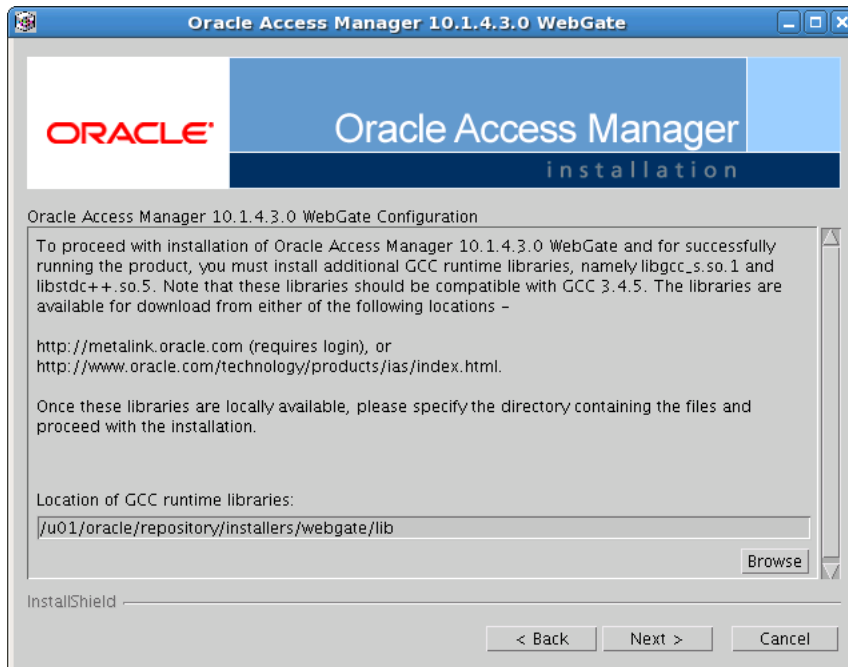 Oracle Access Manager 10.1.4.3.0 WebGate
ORACLE®
Oracle Access Manager
installation
Oracle Access Manager 10.1.4.3.0 WebGate Configuration
To proceed with installation of Oracle Access Manager 10.1.4.3.0 WebGate and for successfully
running the product, you must install additional GCC runtime libraries, namely libgcc_s.so.1 and
libstdc++.so.5. Note that these libraries should be compatible with GCC 3.4.5. The libraries are
available for download from either of the following locations –
http://metalink.oracle.com (requires login), or
http://www.oracle.com/technology/products/ias/index.html.
Once these libraries are locally available, please specify the directory containing the files and
proceed with the installation.
Location of GCC runtime libraries:
/u01/oracle/repository/installers/webgate/lib
Browse
InstallShield
< Back Next > Cancel